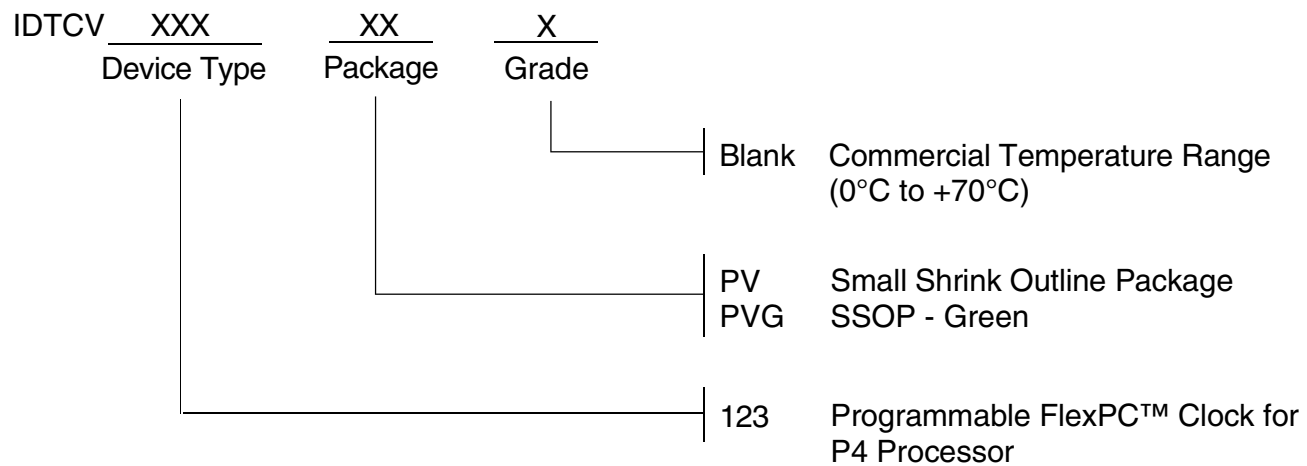 IDTCV XXX XX X
Device Type Package Grade
Blank Commercial Temperature Range
(0°C to +70°C)
PV Small Shrink Outline Package
PVG SSOP - Green
123 Programmable FlexPC™ Clock for
P4 Processor